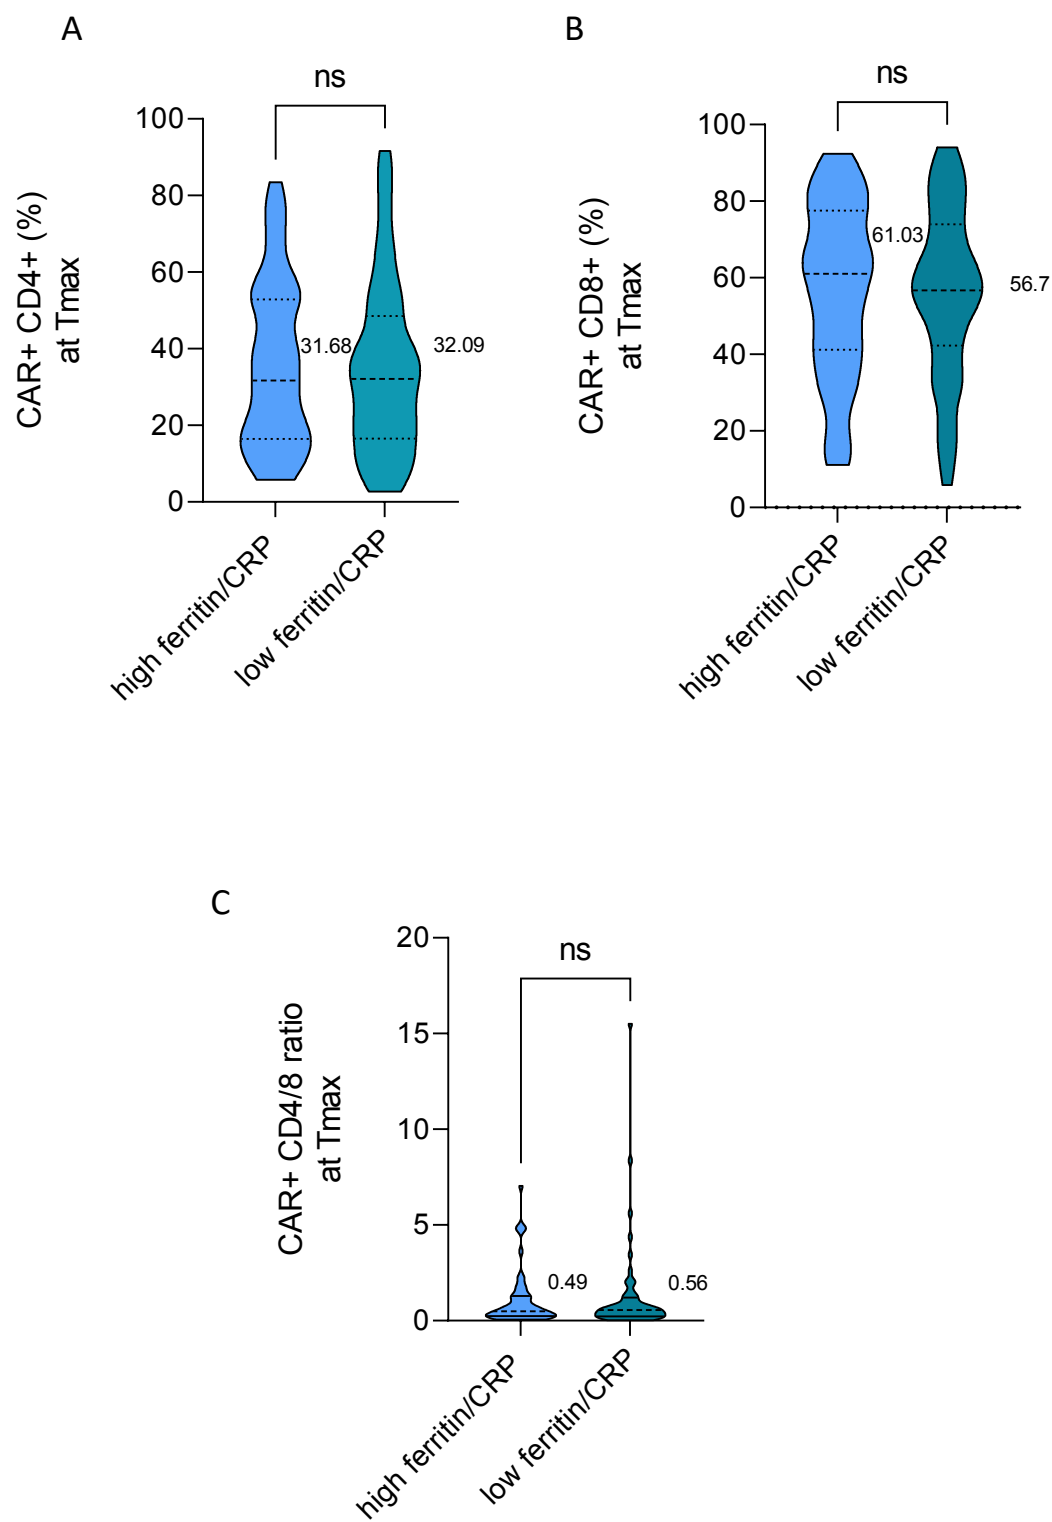 A
B
ns
ns
100
80
60
40
20
0
CAR+ CD4+ (%)
at Tmax
31.68
32.09
high ferritin/CRP
low ferritin/CRP
100
80
60
40
20
0
CAR+ CD8+ (%)
at Tmax
61.03
56.7
high ferritin/CRP
low ferritin/CRP
C
ns
20
15
10
5
0
CAR+ CD4/8 ratio
at Tmax
0.49
0.56
high ferritin/CRP
low ferritin/CRP